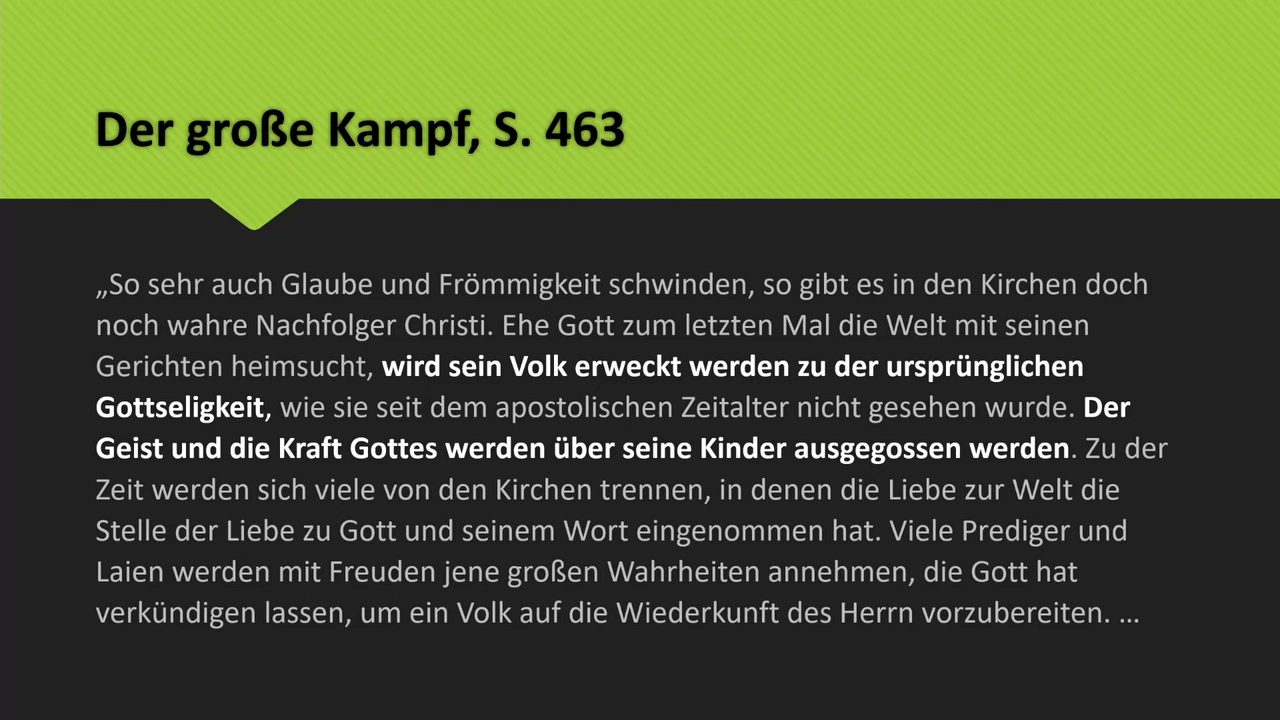 Der große Kampf, S. 463
„So sehr auch Glaube und Frömmigkeit schwinden, so gibt es in den Kirchen doch
noch wahre Nachfolger Christi. Ehe Gott zum letzten Mal die Welt mit seinen
Gerichten heimsucht, wird sein Volk erweckt werden zu der ursprünglichen
Gottseligkeit, wie sie seit dem apostolischen Zeitalter nicht gesehen wurde. Der
Geist und die Kraft Gottes werden über seine Kinder ausgegossen werden. Zu der
Zeit werden sich viele von den Kirchen trennen, in denen die Liebe zur Welt die
Stelle der Liebe zu Gott und seinem Wort eingenommen hat. Viele Prediger und
Laien werden mit Freuden jene großen Wahrheiten annehmen, die Gott hat
verkündigen lassen, um ein Volk auf die Wiederkunft des Herrn vorzubereiten. …